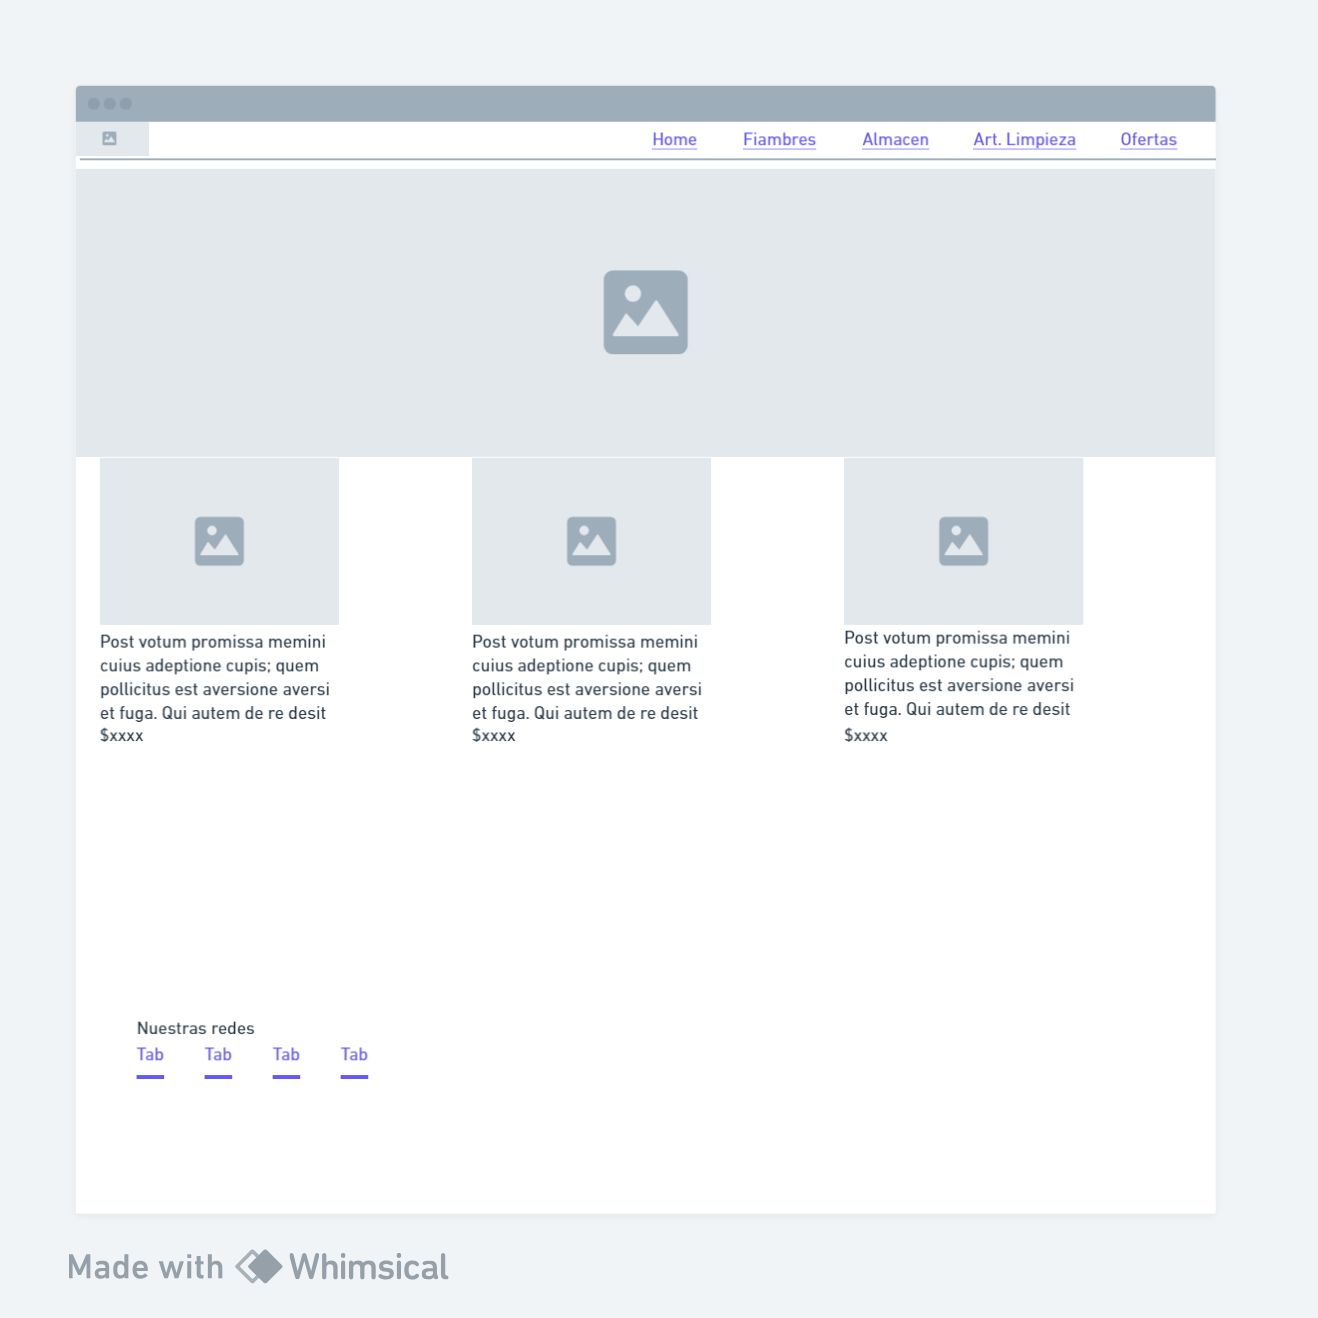 Home Fiambres Almacen Art. Limpieza Ofertas
Post votum promissa memini
cuius adeptione cupis; quem
pollicitus est aversione aversi
et fuga. Qui autem de re desit
$xxxx
Post votum promissa memini
cuius adeptione cupis; quem
pollicitus est aversione aversi
et fuga. Qui autem de re desit
$xxxx
Post votum promissa memini
cuius adeptione cupis; quem
pollicitus est aversione aversi
et fuga. Qui autem de re desit
$xxxx
Nuestras redes
Tab Tab Tab Tab
Made with Whimsical